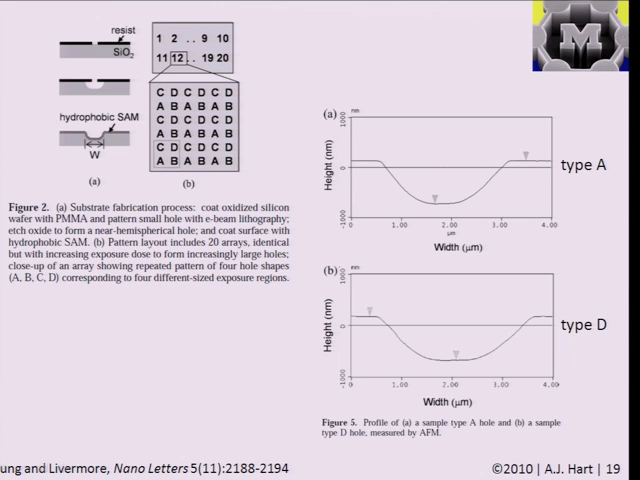 resist
SiO2
hydrophobic SAM
W
(a)
1 2 . . 9 10
11 12 . . 19 20
C D C D C D
A B A B A B
C D C D C D
A B A B A B
C D C D C D
A B A B A B
(b)
Figure 2. (a) Substrate fabrication process: coat oxidized silicon
wafer with PMMA and pattern small hole with e-beam lithography;
etch oxide to form a near-hemispherical hole; and coat surface with
hydrophobic SAM. (b) Pattern layout includes 20 arrays, identical
but with increasing exposure dose to form increasingly large holes;
close-up of an array showing repeated pattern of four hole shapes
(A, B, C, D) corresponding to four different-sized exposure regions.
M
(a)
nm
1000
0
-1000
Height (nm)
0 1.00 2.00 3.00 4.00
μm
Width (μm)
type A
(b)
nm
1000
0
-1000
Height (nm)
0 1.00 2.00 3.00 4.00
Width (μm)
type D
Figure 5. Profile of (a) a sample type A hole and (b) a sample
type D hole, measured by AFM.
ung and Livermore, Nano Letters 5(11):2188-2194
©2010 | A.J. Hart | 19